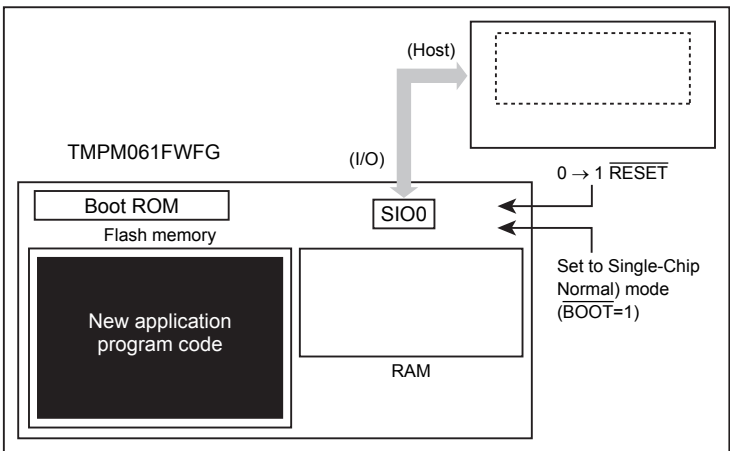 (Host)
TMPM061FWFG
(I/O)
0 → 1 RESET
Boot ROM
SIO0
Flash memory
Set to Single-Chip
Normal) mode
(BOOT=1)
New application
program code
RAM